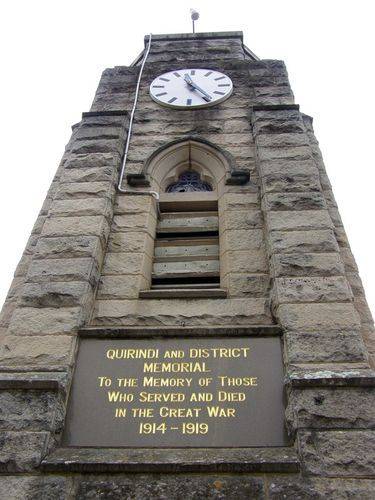 QUIRINDI AND DISTRICT
MEMORIAL
TO THE MEMORY OF THOSE
WHO SERVED AND DIED
IN THE GREAT WAR
1914-1919